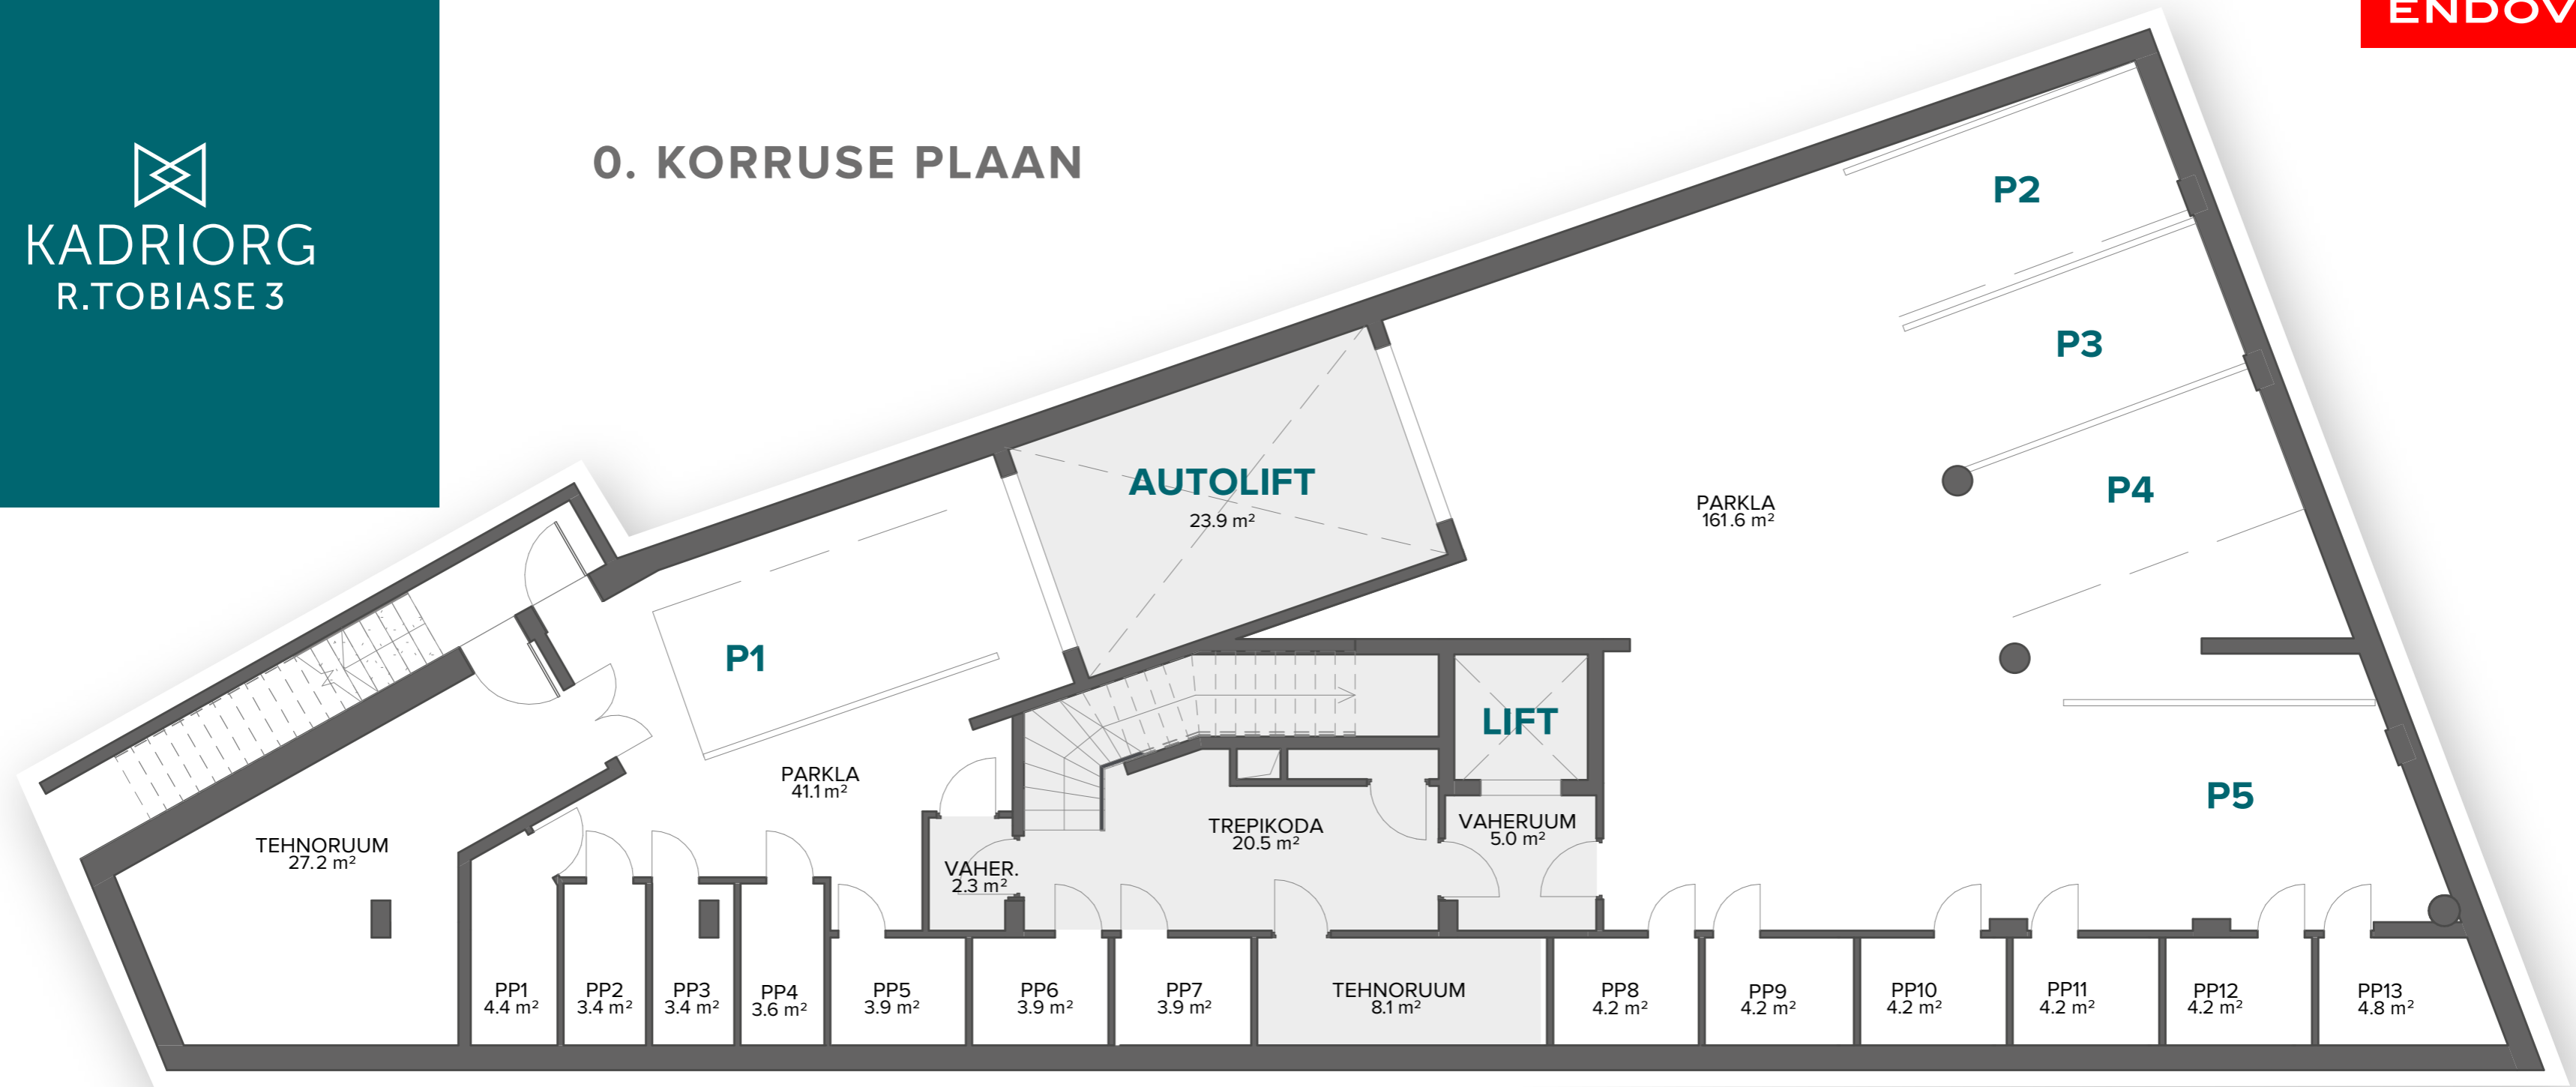 ENDOV
KADRIORG
R.TOBIASE 3
0. KORRUSE PLAAN
P2
P3
P4
P5
AUTOLIFT
23.9 m²
PARKLA
161.6 m²
P1
LIFT
PARKLA
41.1 m²
TREPIKODA
20.5 m²
VAHERUUM
5.0 m²
TEHNORUUM
27.2 m²
VAHER.
2.3 m²
PP1
4.4 m²
PP2
3.4 m²
PP3
3.4 m²
PP4
3.6 m²
PP5
3.9 m²
PP6
3.9 m²
PP7
3.9 m²
TEHNORUUM
8.1 m²
PP8
4.2 m²
PP9
4.2 m²
PP10
4.2 m²
PP11
4.2 m²
PP12
4.2 m²
PP13
4.8 m²